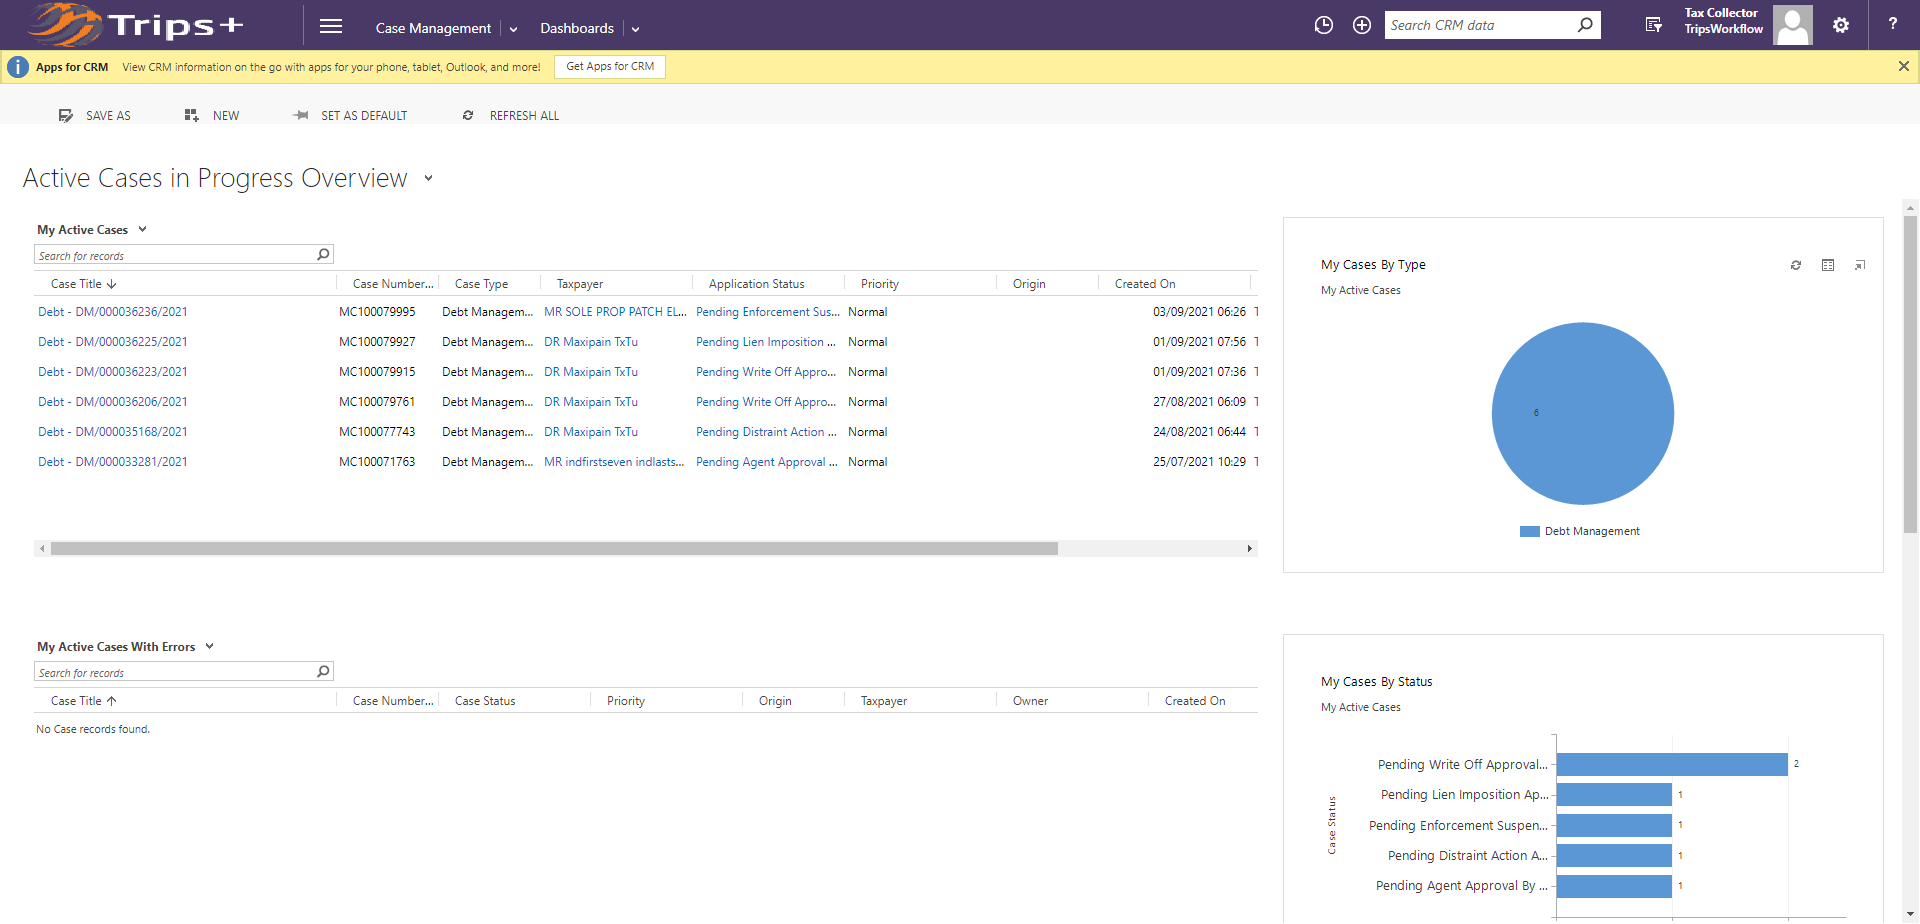 Trips+
Case Management
Dashboards
Search CRM data
Tax Collector
TripsWorkflow
?
Apps for CRM View CRM information on the go with apps for your phone, tablet, Outlook, and more! Get Apps for CRM
SAVE AS NEW SET AS DEFAULT REFRESH ALL
Active Cases in Progress Overview
My Active Cases
Search for records
Case Title Case Number... Case Type Taxpayer Application Status Priority Origin Created On
Debt - DM/000036236/2021 MC100079995 Debt Managem... MR SOLE PROP PATCH EL... Pending Enforcement Sus... Normal 03/09/2021 06:26
Debt - DM/000036225/2021 MC100079927 Debt Managem... DR Maxipain TxTu Pending Lien Imposition ... Normal 01/09/2021 07:56
Debt - DM/000036223/2021 MC100079915 Debt Managem... DR Maxipain TxTu Pending Write Off Appro... Normal 01/09/2021 07:36
Debt - DM/000036206/2021 MC100079761 Debt Managem... DR Maxipain TxTu Pending Write Off Appro... Normal 27/08/2021 06:09
Debt - DM/000035168/2021 MC100077743 Debt Managem... DR Maxipain TxTu Pending Distraint Action ... Normal 24/08/2021 06:44
Debt - DM/000033281/2021 MC100071763 Debt Managem... MR indfirstseven indlasts... Pending Agent Approval ... Normal 25/07/2021 10:29
My Cases By Type
My Active Cases
6
Debt Management
My Active Cases With Errors
Search for records
Case Title Case Number... Case Status Priority Origin Taxpayer Owner Created On
No Case records found.
My Cases By Status
My Active Cases
Case Status
Pending Write Off Approval... 2
Pending Lien Imposition Ap... 1
Pending Enforcement Suspen... 1
Pending Distraint Action A... 1
Pending Agent Approval By ... 1